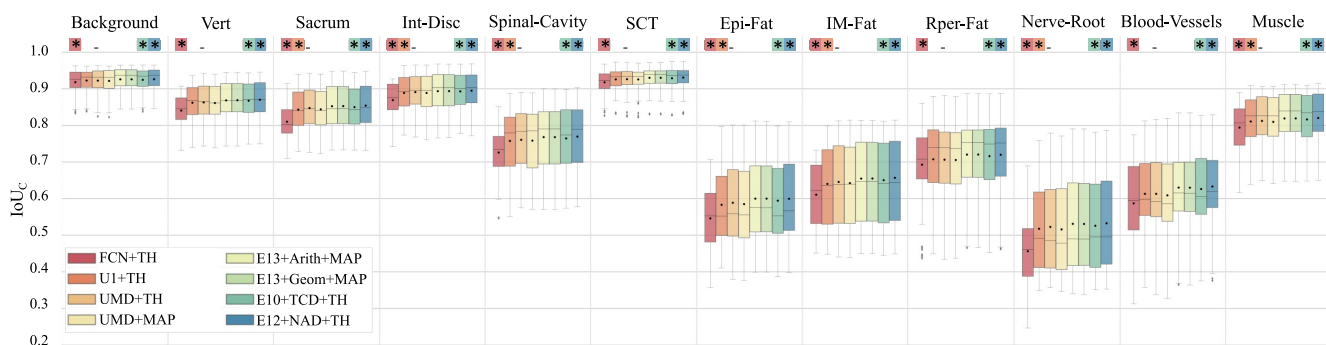 Background Vert Sacrum Int-Disc Spinal-Cavity SCT Epi-Fat IM-Fat Rper-Fat Nerve-Root Blood-Vessels Muscle
* - * * * - * * * * - * * * * - * * * * - * * * - * * * * - * * * * - * * * - * * * * - * * * - * * * * - * *
1.0
0.9
0.8
0.7
0.6
0.5
0.4
0.3
0.2
IoU_C
FCN+TH
U1+TH
UMD+TH
UMD+MAP
E13+Arith+MAP
E13+Geom+MAP
E10+TCD+TH
E12+NAD+TH